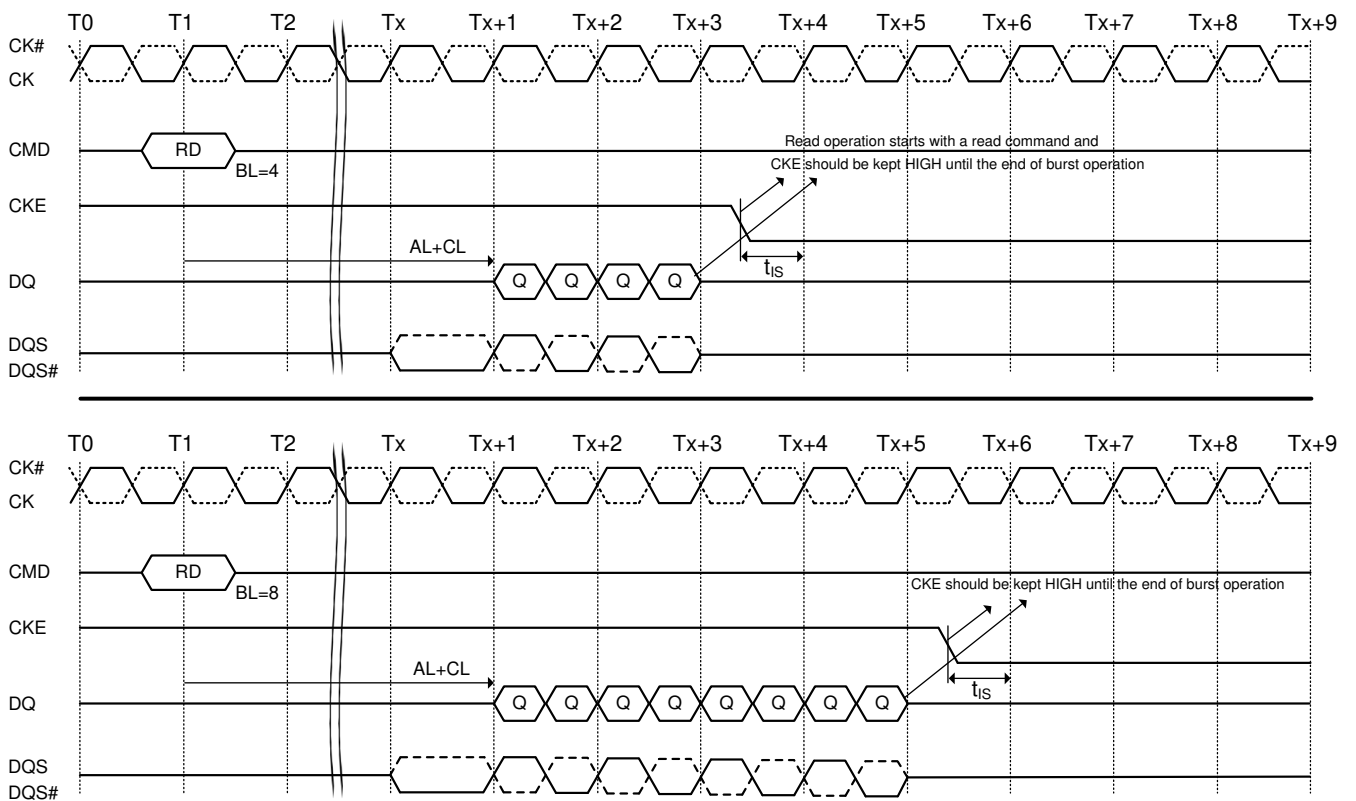 T0 T1 T2 Tx Tx+1 Tx+2 Tx+3 Tx+4 Tx+5 Tx+6 Tx+7 Tx+8 Tx+9
CK#
CK
CMD RD
BL=4
Read operation starts with a read command and
CKE should be kept HIGH until the end of burst operation
CKE
AL+CL
tIS
DQ Q Q Q Q
DQS
DQS#
T0 T1 T2 Tx Tx+1 Tx+2 Tx+3 Tx+4 Tx+5 Tx+6 Tx+7 Tx+8 Tx+9
CK#
CK
CMD RD
BL=8
CKE should be kept HIGH until the end of burst operation
CKE
AL+CL
tIS
DQ Q Q Q Q Q Q Q Q
DQS
DQS#